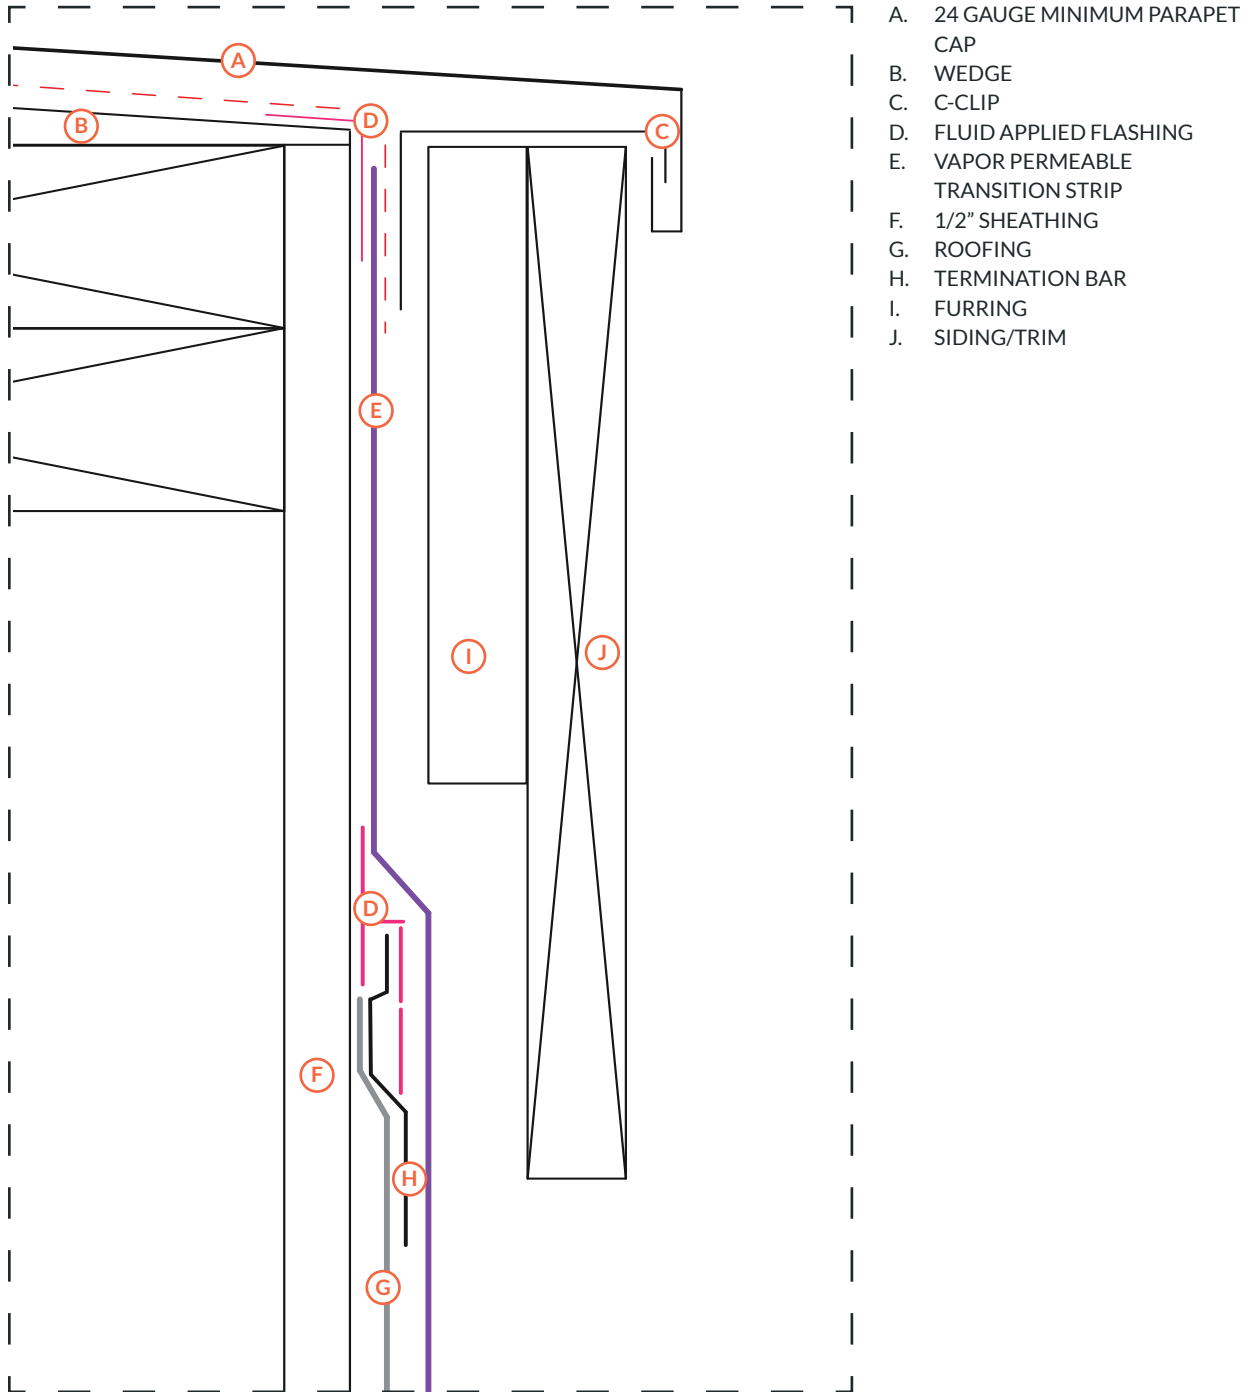 A. 24 GAUGE MINIMUM PARAPET
CAP
B. WEDGE
C. C-CLIP
D. FLUID APPLIED FLASHING
E. VAPOR PERMEABLE
TRANSITION STRIP
F. 1/2” SHEATHING
G. ROOFING
H. TERMINATION BAR
I. FURRING
J. SIDING/TRIM
A
B
D
C
E
I
J
D
F
H
G